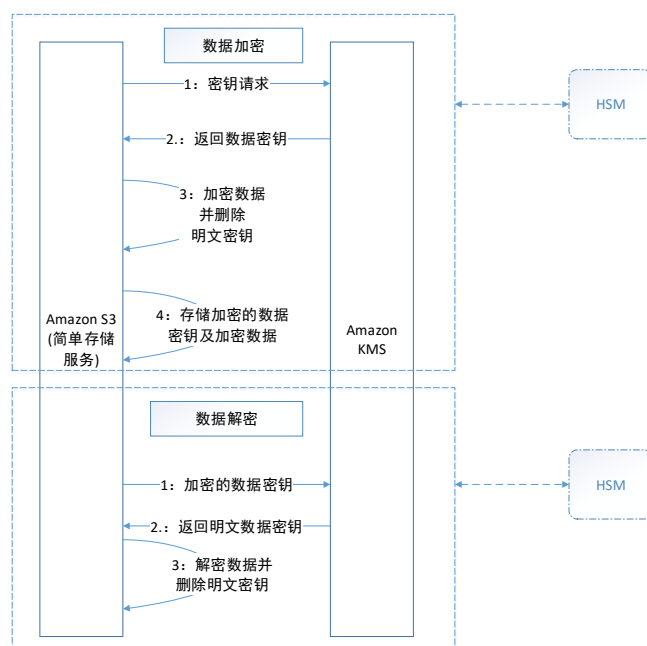 数据加密
1：密钥请求
HSM
2.：返回数据密钥
3：加密数据
并删除
明文密钥
Amazon S3
(简单存储
服务)
4：存储加密的数据
密钥及加密数据
Amazon
KMS
数据解密
1：加密的数据密钥
HSM
2.：返回明文数据密钥
3：解密数据并
删除明文密钥